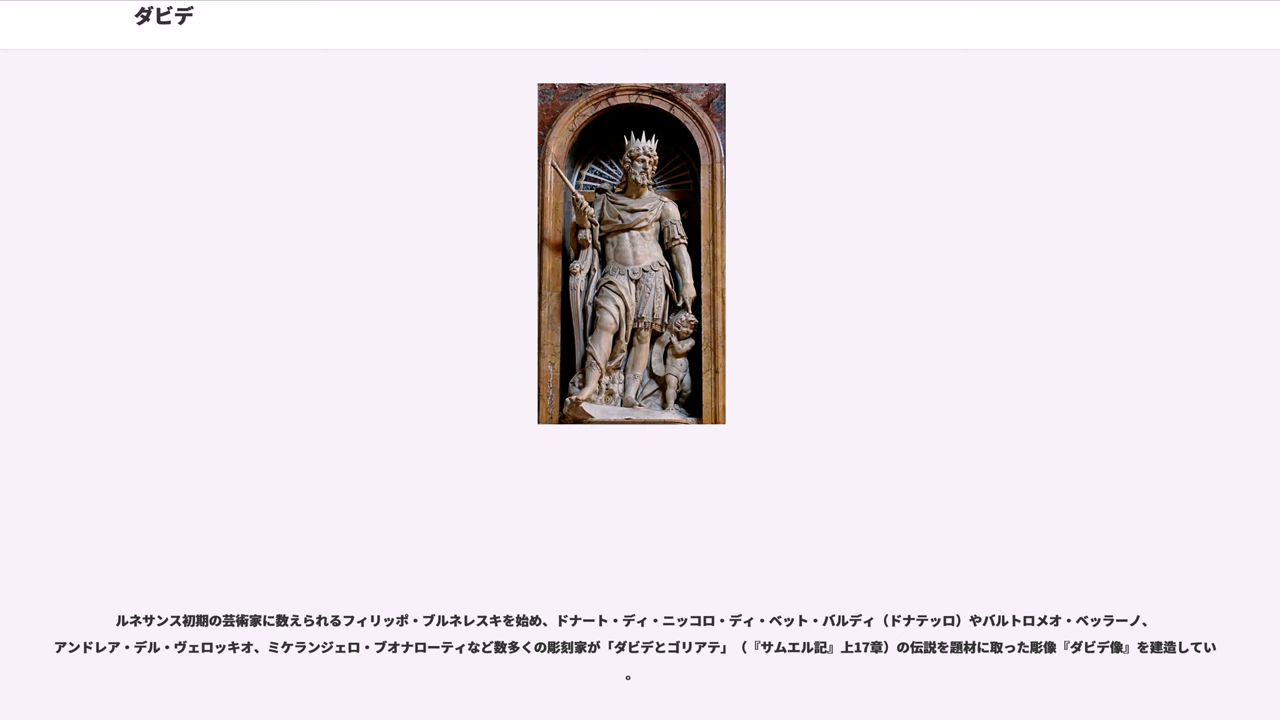 ダビデ
ルネサンス初期の芸術家に数えられるフィリッポ・ブルネレスキを始め、ドナート・ディ・ニッコロ・ディ・ベット・バルディ（ドナテッロ）やバルトロメオ・ベッラーノ、
アンドレア・デル・ヴェロッキオ、ミケランジェロ・ブオナローティなど数多くの彫刻家が「ダビデとゴリアテ」（『サムエル記』上17章）の伝説を題材に取った彫像『ダビデ像』を建造してい
。